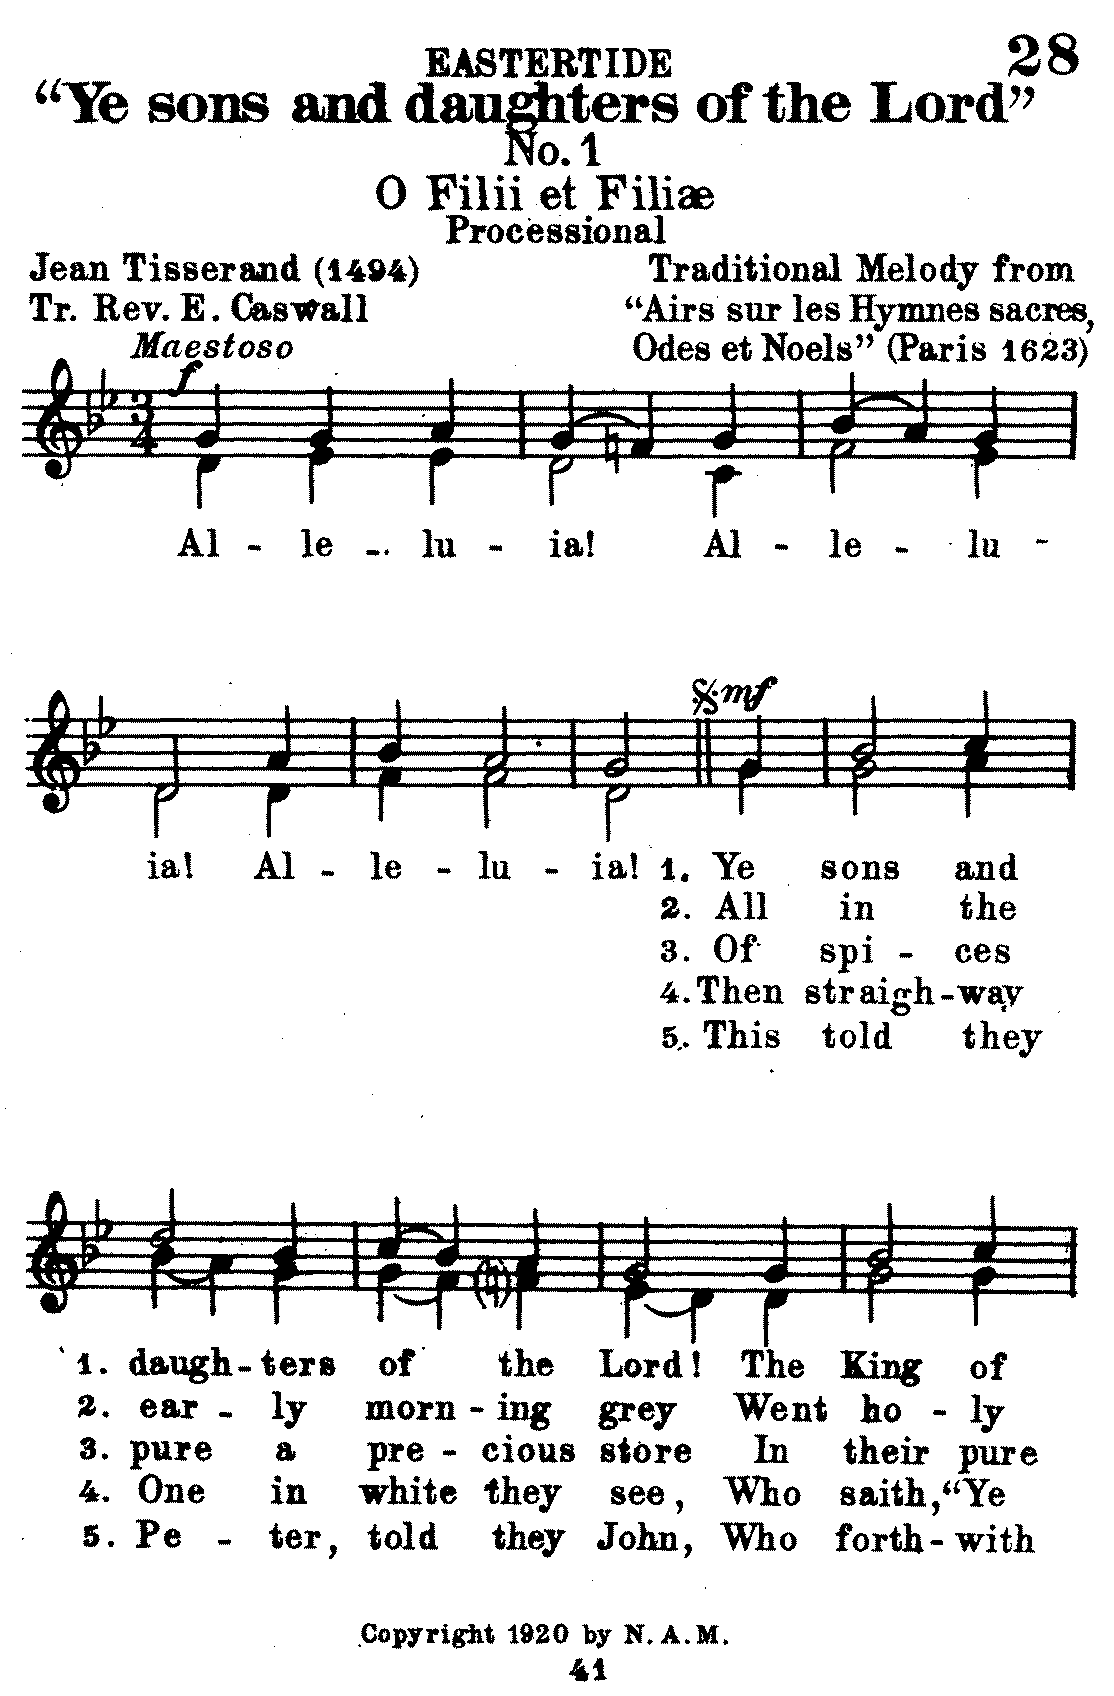 28
EASTERTIDE
“Ye sons and daughters of the Lord”
No. 1
O Filii et Filiæ
Processional
Jean Tisserand (1494)
Tr. Rev. E. Caswall
Traditional Melody from
“Airs sur les Hymnes sacres,
Odes et Noels” (Paris 1623)
Maestoso
f
3
4
Al - le - lu - ia! Al - le - lu -
mf
ia! Al - le - lu - ia! 1. Ye sons and
2. All in the
3. Of spi - ces
4. Then straigh-way
5. This told they
1. daugh-ters of the Lord! The King of
2. ear - ly morn - ing grey Went ho - ly
3. pure a pre - cious store In their pure
4. One in white they see, Who saith,“Ye
5. Pe - ter, told they John, Who forth-with
Copyright 1920 by N. A. M.
41